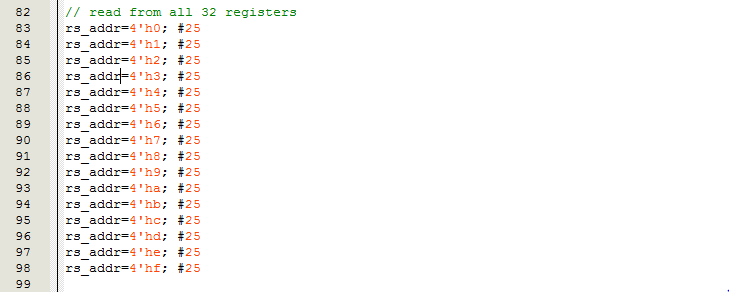 82 // read from all 32 registers
83 rs_addr=4'h0; #25
84 rs_addr=4'h1; #25
85 rs_addr=4'h2; #25
86 rs_addr=4'h3; #25
87 rs_addr=4'h4; #25
88 rs_addr=4'h5; #25
89 rs_addr=4'h6; #25
90 rs_addr=4'h7; #25
91 rs_addr=4'h8; #25
92 rs_addr=4'h9; #25
93 rs_addr=4'ha; #25
94 rs_addr=4'hb; #25
95 rs_addr=4'hc; #25
96 rs_addr=4'hd; #25
97 rs_addr=4'he; #25
98 rs_addr=4'hf; #25
99